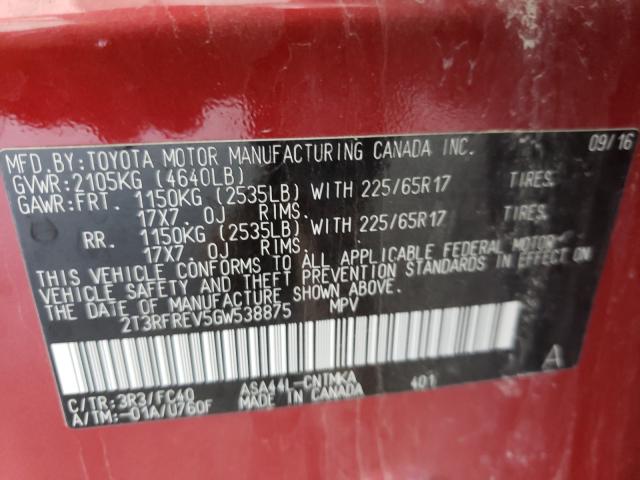 MFD.BY:TOYOTA MOTOR MANUFACTURING CANADA INC. 09/16
GVWR:2105KG (4640LB)
GAWR:FRT. 1150KG (2535LB) WITH 225/65R17 TIRES.
17X7.0J RIMS.
RR. 1150KG (2535LB) WITH 225/65R17 TIRES.
17X7.0J RIMS.
THIS VEHICLE CONFORMS TO ALL APPLICABLE FEDERAL MOTOR
VEHICLE SAFETY AND THEFT PREVENTION STANDARDS IN EFFECT ON
THE DATE OF MANUFACTURE SHOWN ABOVE.
2T3RFREV5GW538875 MPV
A
C/TR:3R3/FC40 ASA44L-CNTMKA 401
A/TM:-01A/U760F MADE IN CANADA